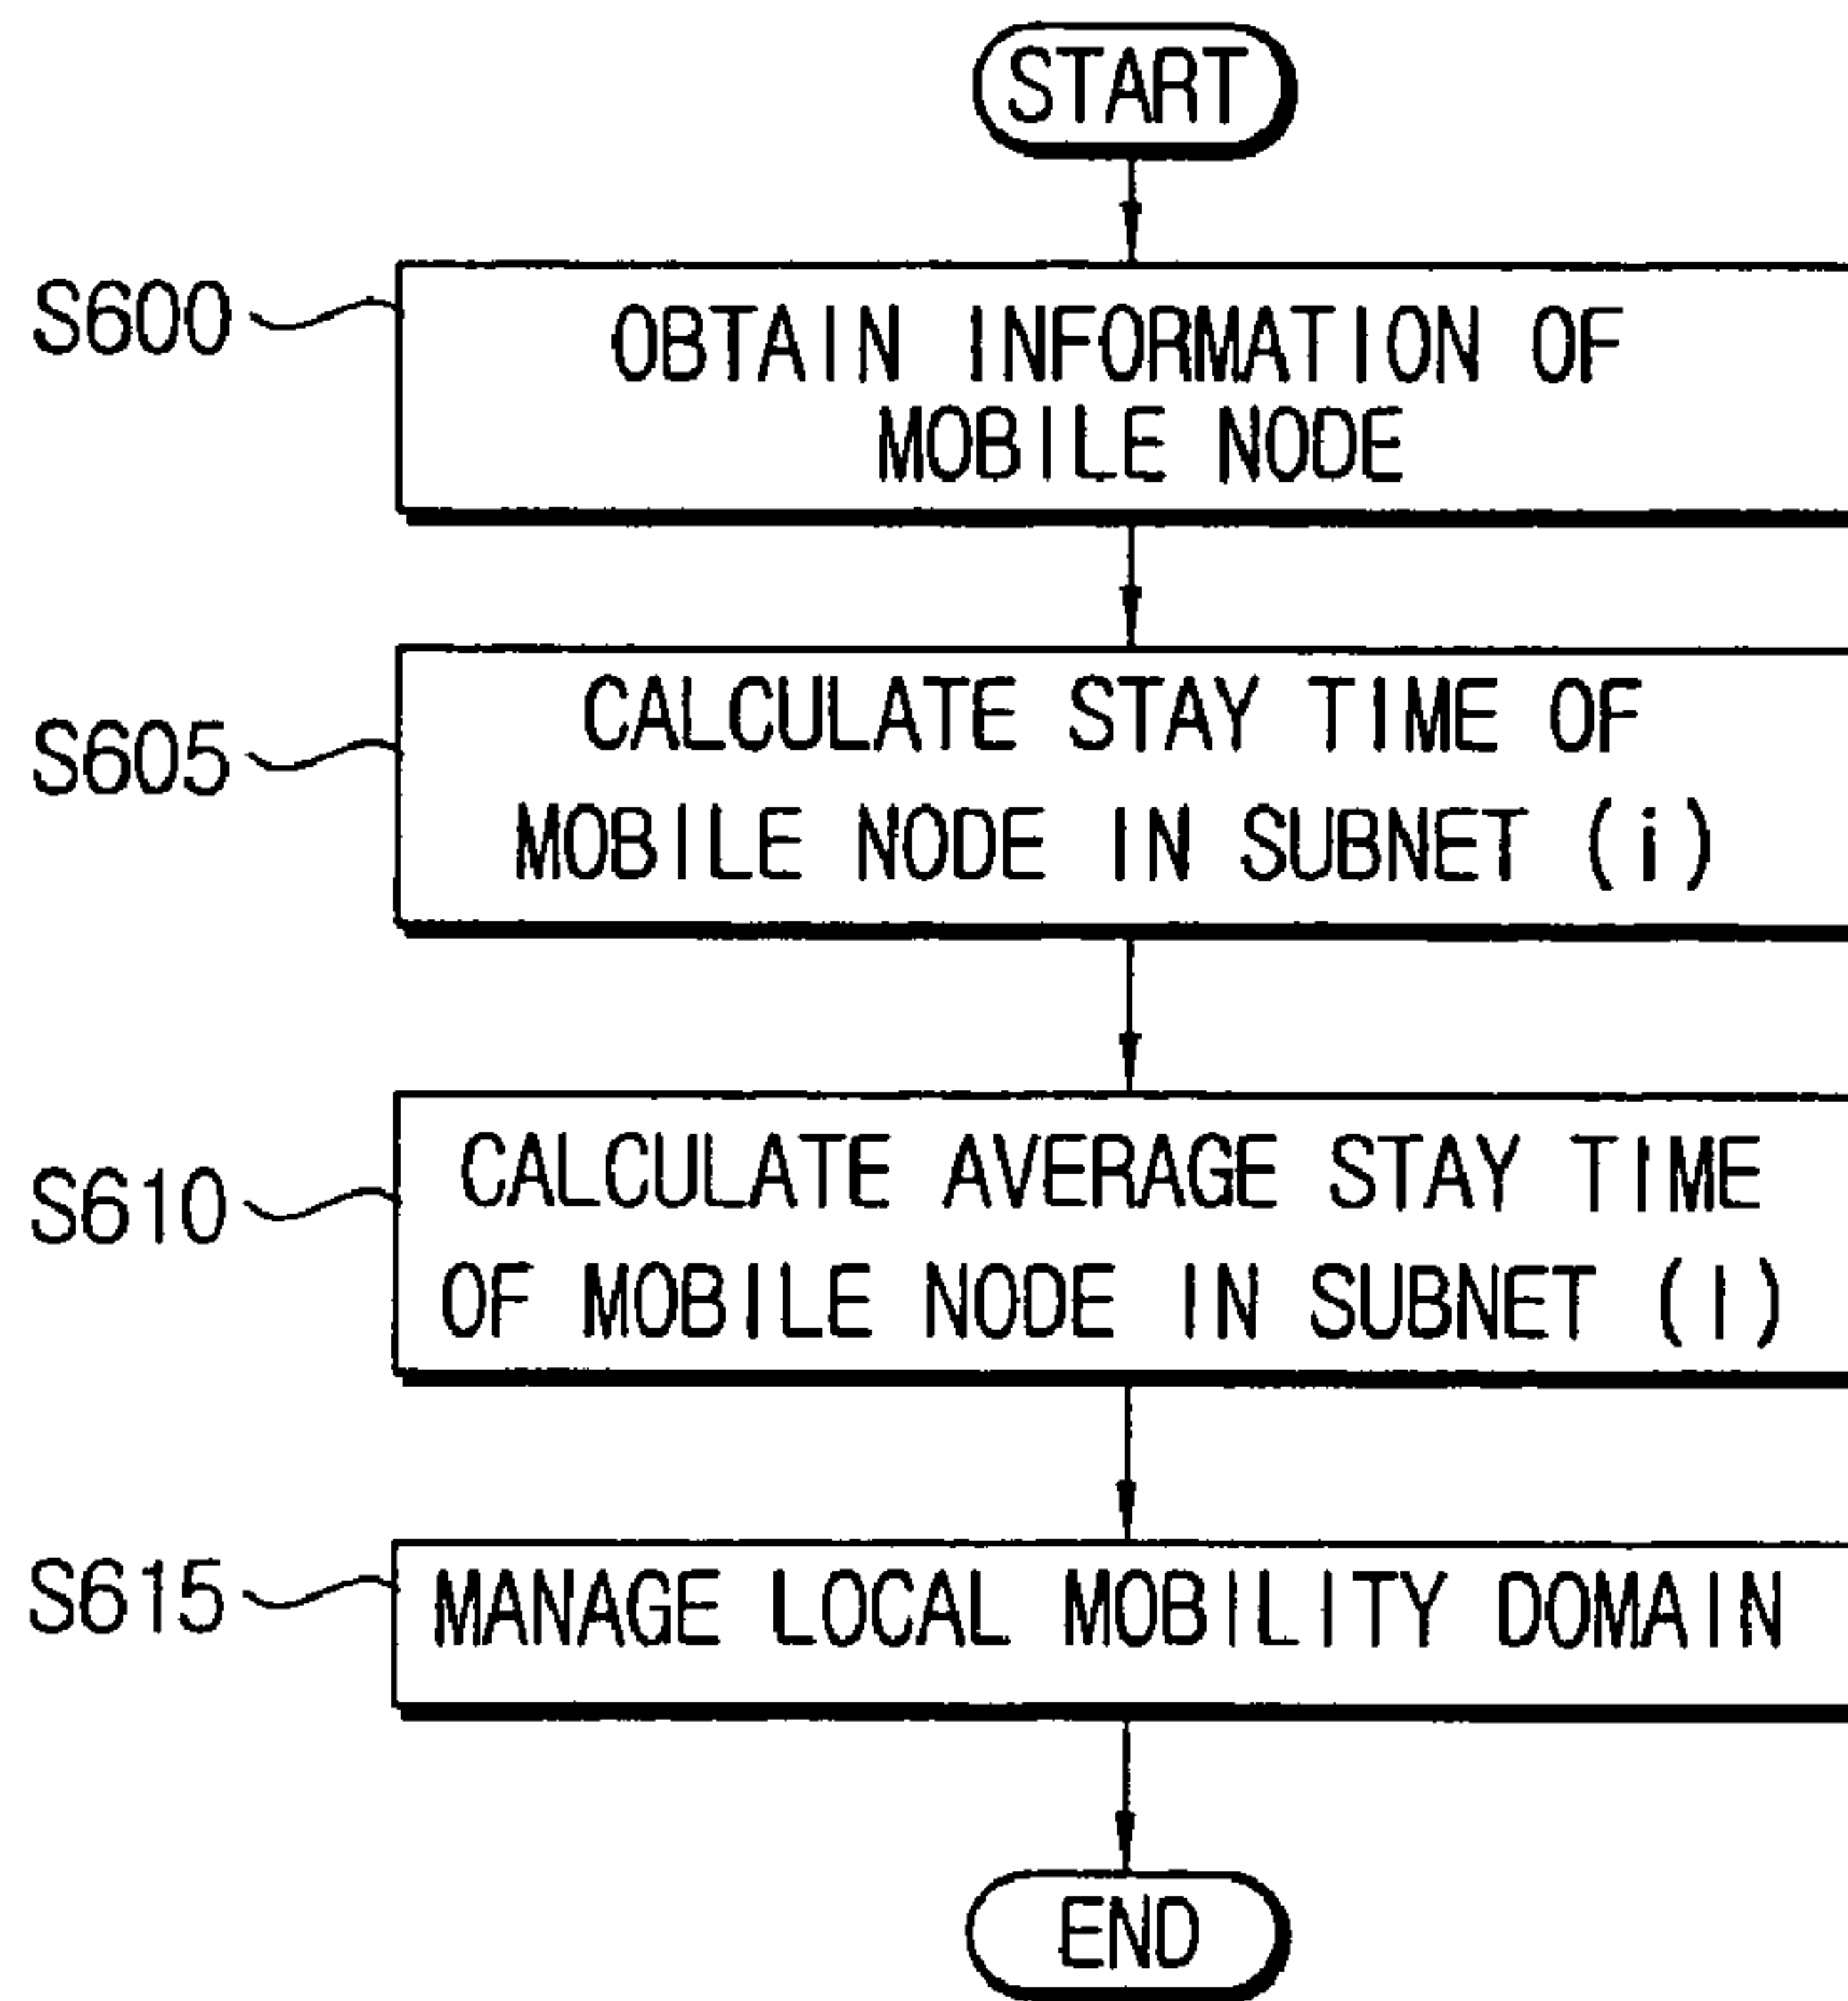 START
S600
OBTAIN INFORMATION OF
MOBILE NODE
S605
CALCULATE STAY TIME OF
MOBILE NODE IN SUBNET (i)
S610
CALCULATE AVERAGE STAY TIME
OF MOBILE NODE IN SUBNET (I)
S615
MANAGE LOCAL MOBILITY DOMAIN
END